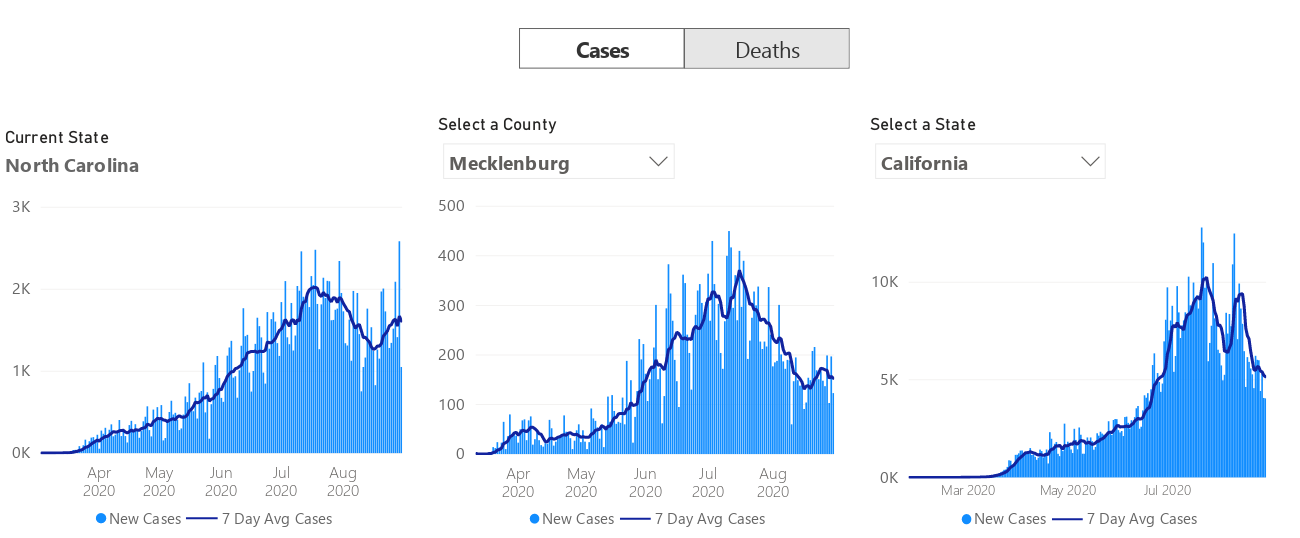 Cases Deaths
Current State
North Carolina
3K
2K
1K
0K
Apr 2020
May 2020
Jun 2020
Jul 2020
Aug 2020
New Cases 7 Day Avg Cases
Select a County
Mecklenburg
500
400
300
200
100
0
Apr 2020
May 2020
Jun 2020
Jul 2020
Aug 2020
New Cases 7 Day Avg Cases
Select a State
California
10K
5K
0K
Mar 2020 May 2020 Jul 2020
New Cases 7 Day Avg Cases